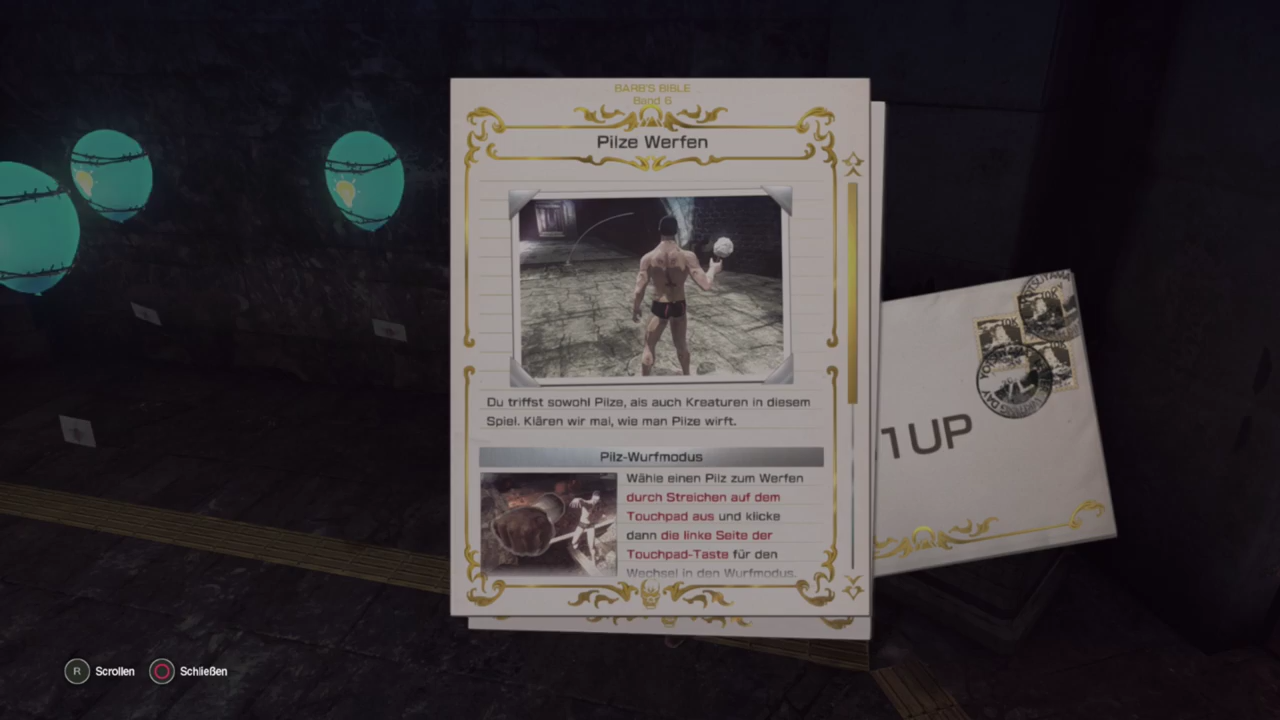 BARB'S BIBLE
Band 6
Pilze Werfen
Du triffst sowohl Pilze, als auch Kreaturen in diesem
Spiel. Klären wir mal, wie man Pilze wirft.
Pilz-Wurfmodus
Wähle einen Pilz zum Werfen
durch Streichen auf dem
Touchpad aus und klicke
dann die linke Seite der
Touchpad-Taste für den
Wechsel in den Wurfmodus.
1UP
R Scrollen
Schließen